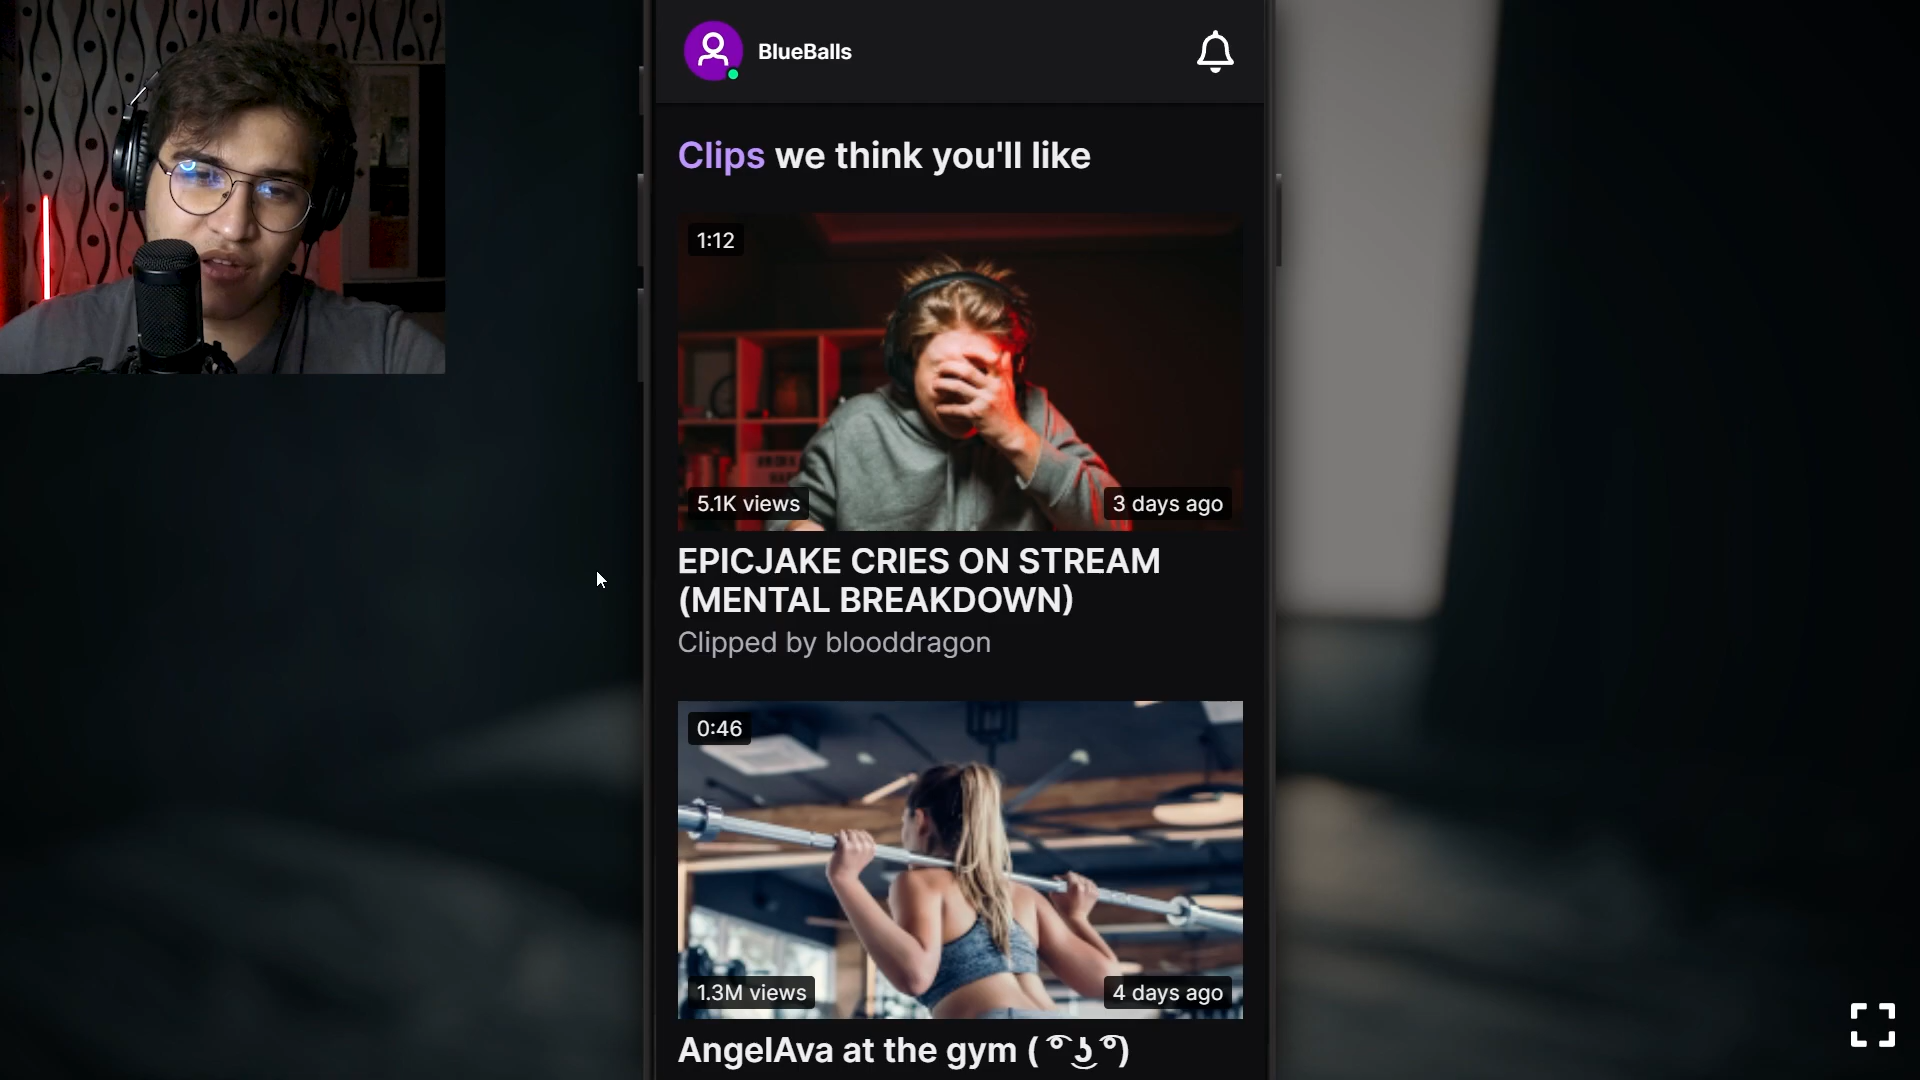 BlueBalls
Clips we think you'll like
1:12
5.1K views
3 days ago
EPICJAKE CRIES ON STREAM
(MENTAL BREAKDOWN)
Clipped by blooddragon
0:46
1.3M views
4 days ago
AngelAva at the gym ( ͡° ͜ʖ ͡°)